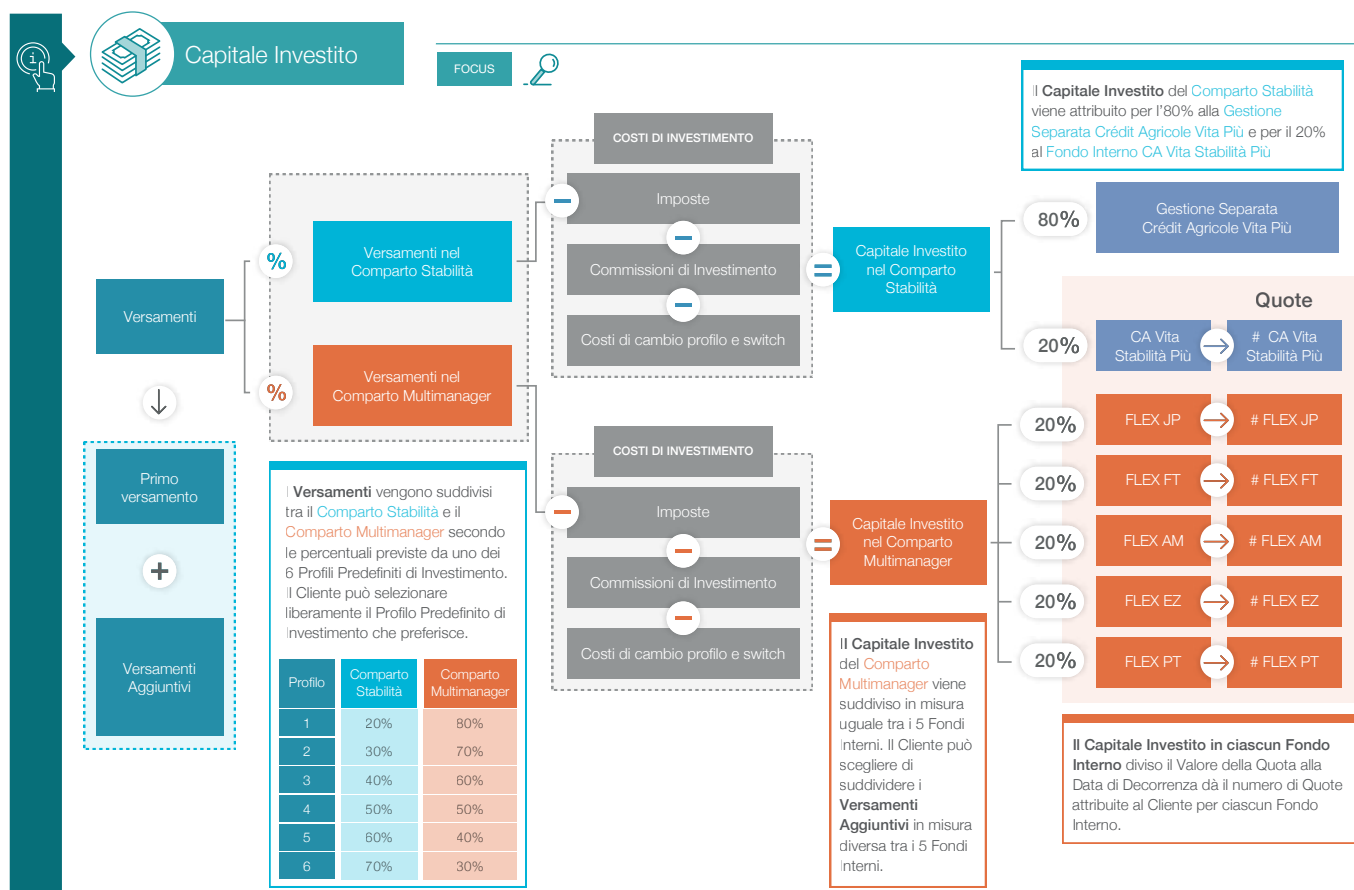 Capitale Investito
FOCUS
Il Capitale Investito del Comparto Stabilità
viene attribuito per l'80% alla Gestione
Separata Crédit Agricole Vita Più e per il 20%
al Fondo Interno CA Vita Stabilità Più
COSTI DI INVESTIMENTO
Imposte
Commissioni di Investimento
Costi di cambio profilo e switch
Versamenti
%
Versamenti nel
Comparto Stabilità
%
Versamenti nel
Comparto Multimanager
Capitale Investito
nel Comparto
Stabilità
80%
Gestione Separata
Crédit Agricole Vita Più
Quote
20%
CA Vita
Stabilità Più
# CA Vita
Stabilità Più
Primo
versamento
Versamenti
Aggiuntivi
I Versamenti vengono suddivisi
tra il Comparto Stabilità e il
Comparto Multimanager secondo
le percentuali previste da uno dei
6 Profili Predefiniti di Investimento.
Il Cliente può selezionare
liberamente il Profilo Predefinito di
Investimento che preferisce.
Profilo Comparto Stabilità Comparto Multimanager
1 20% 80%
2 30% 70%
3 40% 60%
4 50% 50%
5 60% 40%
6 70% 30%
COSTI DI INVESTIMENTO
Imposte
Commissioni di Investimento
Costi di cambio profilo e switch
Capitale Investito
nel Comparto
Multimanager
20% FLEX JP # FLEX JP
20% FLEX FT # FLEX FT
20% FLEX AM # FLEX AM
20% FLEX EZ # FLEX EZ
20% FLEX PT # FLEX PT
Il Capitale Investito
del Comparto
Multimanager viene
suddiviso in misura
uguale tra i 5 Fondi
Interni. Il Cliente può
scegliere di
suddividere i
Versamenti
Aggiuntivi in misura
diversa tra i 5 Fondi
Interni.
Il Capitale Investito in ciascun Fondo
Interno diviso il Valore della Quota alla
Data di Decorrenza dà il numero di Quote
attribuite al Cliente per ciascun Fondo
Interno.